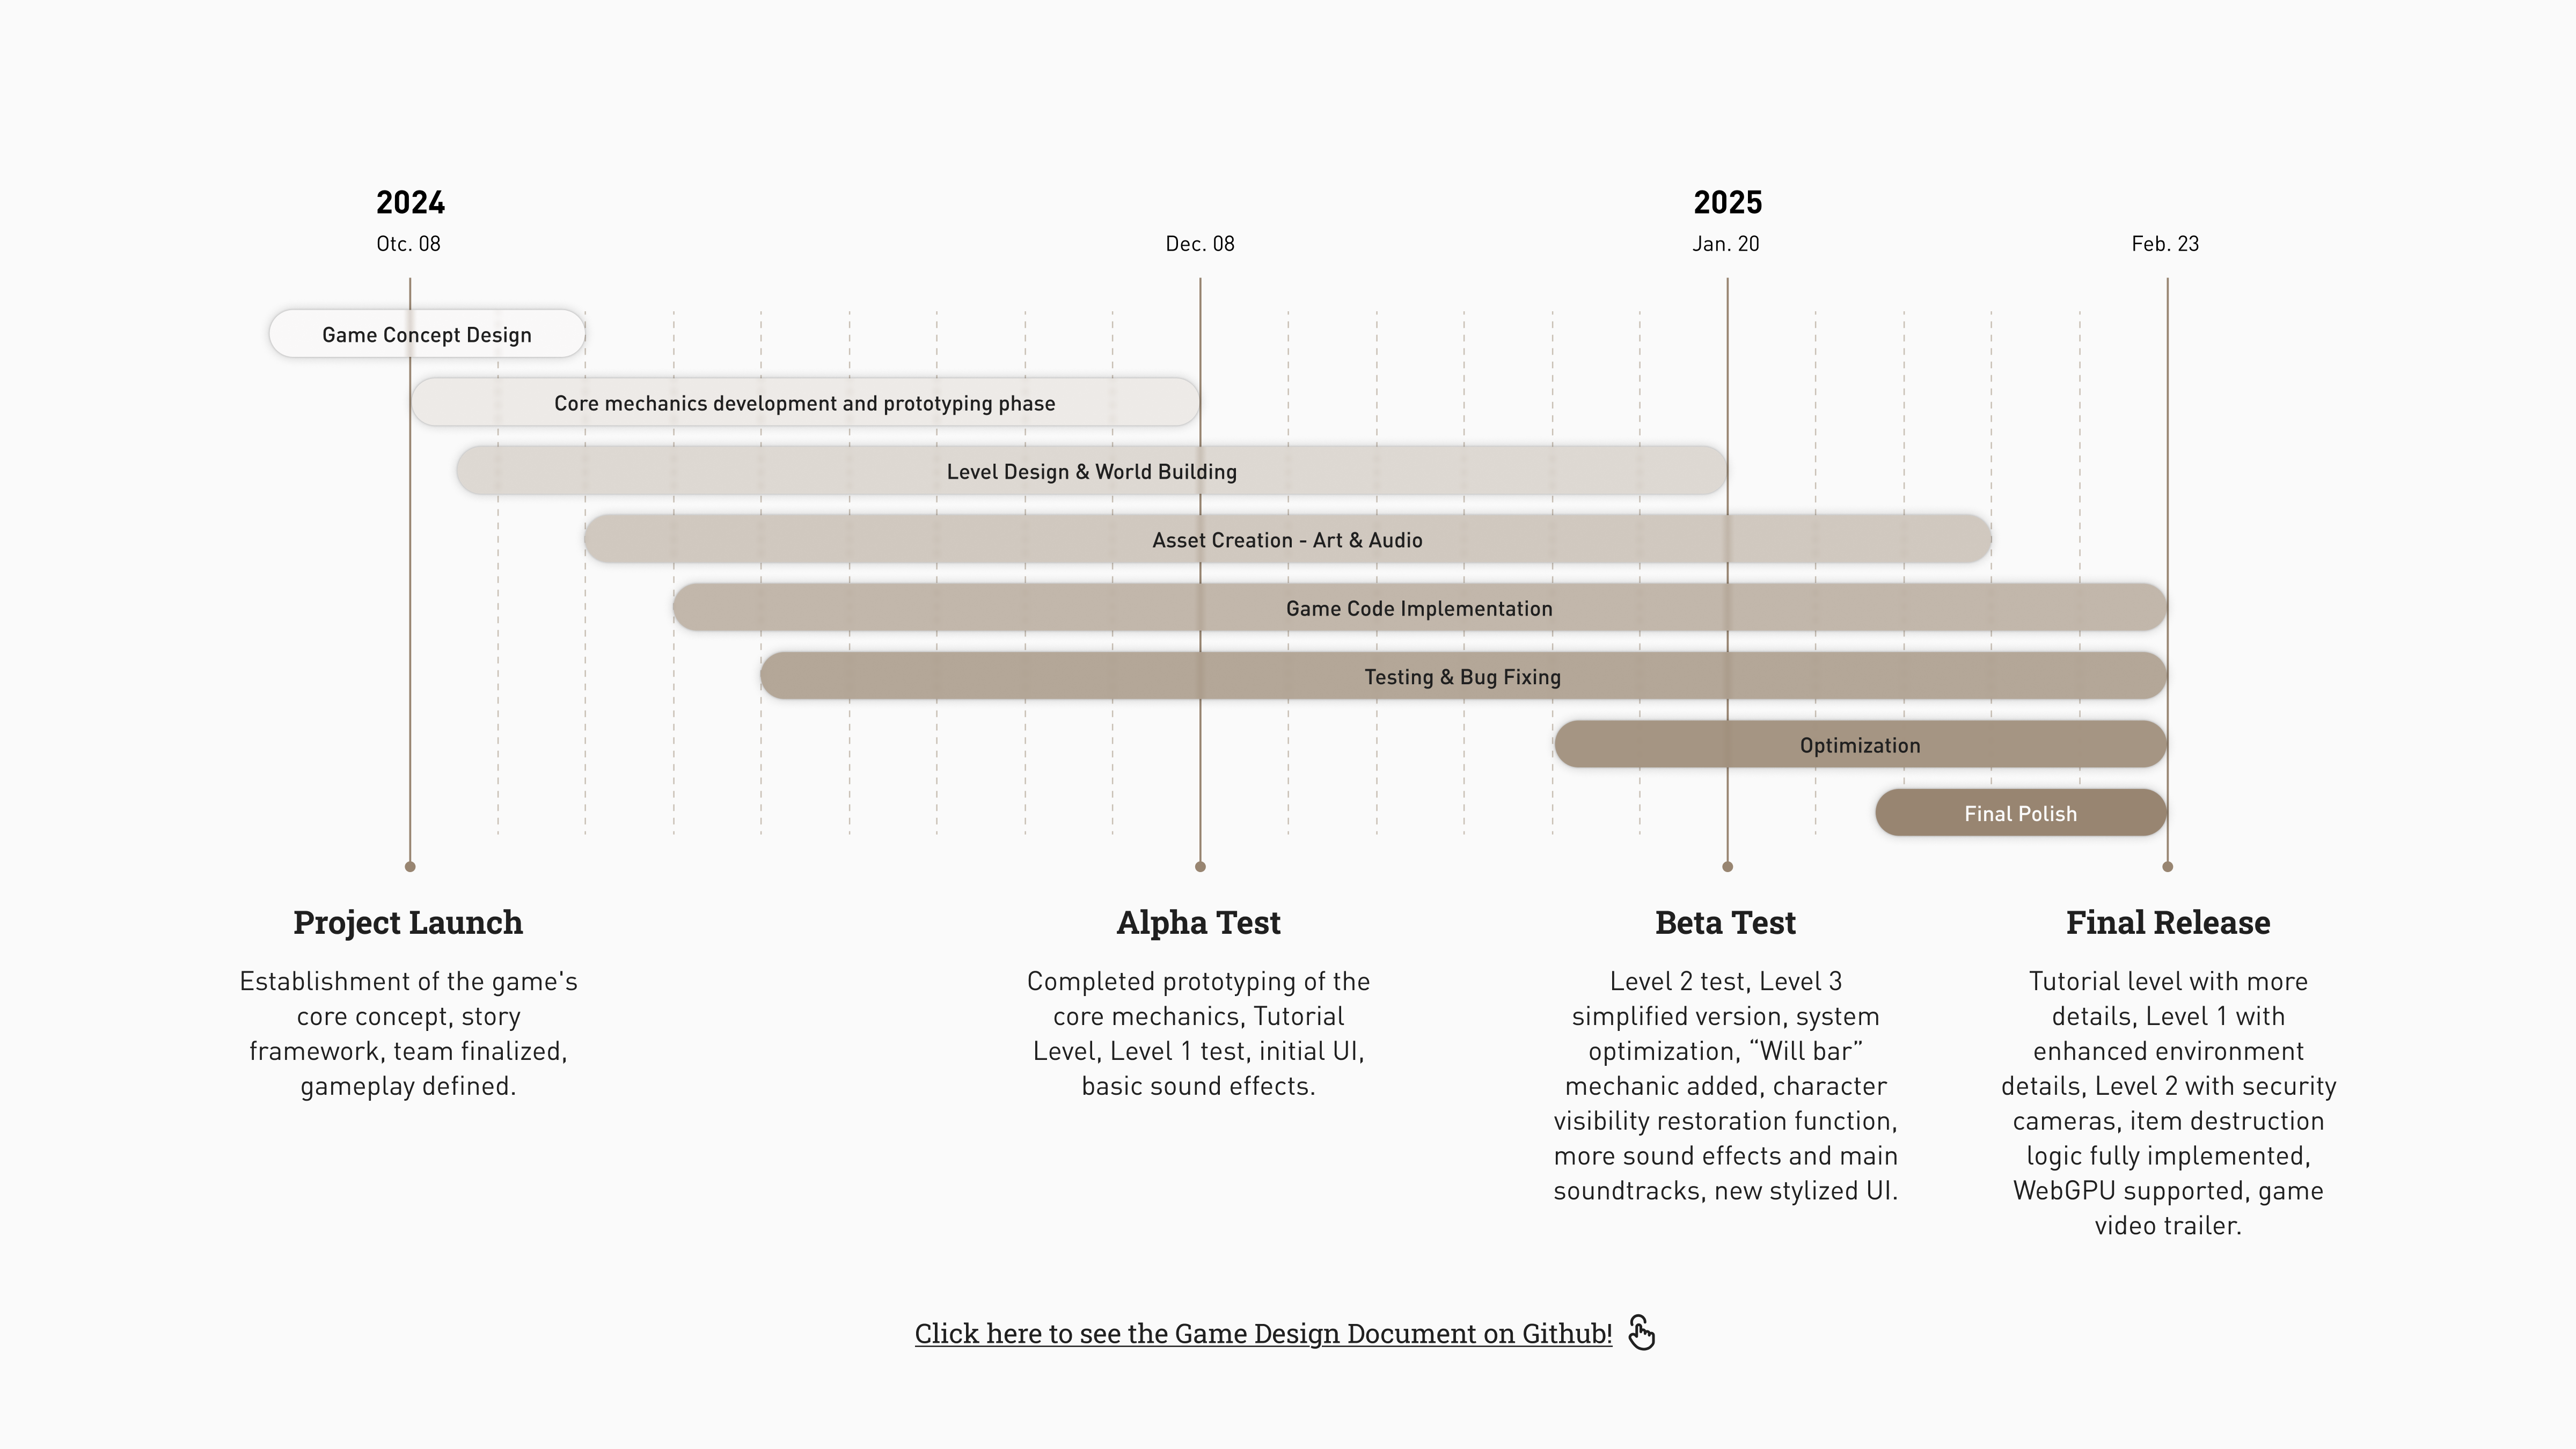 2024
2025
Otc. 08
Dec. 08
Jan. 20
Feb. 23
Game Concept Design
Core mechanics development and prototyping phase
Level Design & World Building
Asset Creation - Art & Audio
Game Code Implementation
Testing & Bug Fixing
Optimization
Final Polish
Project Launch
Establishment of the game's
core concept, story
framework, team finalized,
gameplay defined.
Alpha Test
Completed prototyping of the
core mechanics, Tutorial
Level, Level 1 test, initial UI,
basic sound effects.
Beta Test
Level 2 test, Level 3
simplified version, system
optimization, “Will bar”
mechanic added, character
visibility restoration function,
more sound effects and main
soundtracks, new stylized UI.
Final Release
Tutorial level with more
details, Level 1 with
enhanced environment
details, Level 2 with security
cameras, item destruction
logic fully implemented,
WebGPU supported, game
video trailer.
Click here to see the Game Design Document on Github!